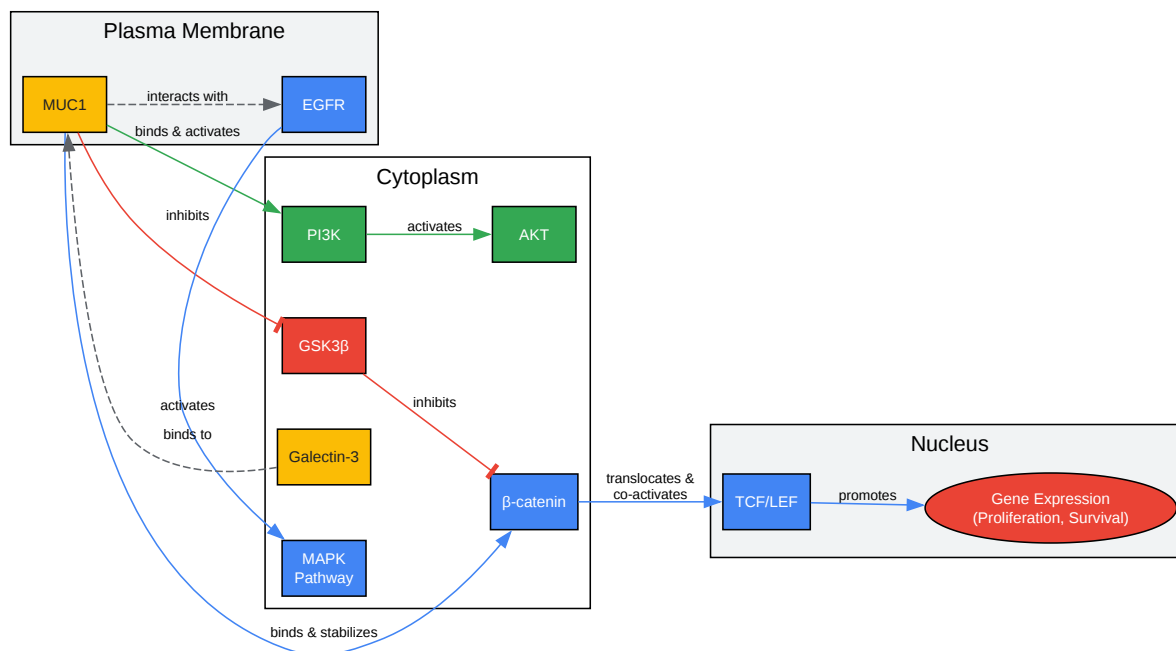 Plasma Membrane
MUC1
interacts with
EGFR
binds & activates
Cytoplasm
inhibits
PI3K
activates
AKT
GSK3β
inhibits
activates
binds to
Galectin-3
MAPK
Pathway
β-catenin
translocates &
co-activates
Nucleus
TCF/LEF
promotes
Gene Expression
(Proliferation, Survival)
binds & stabilizes